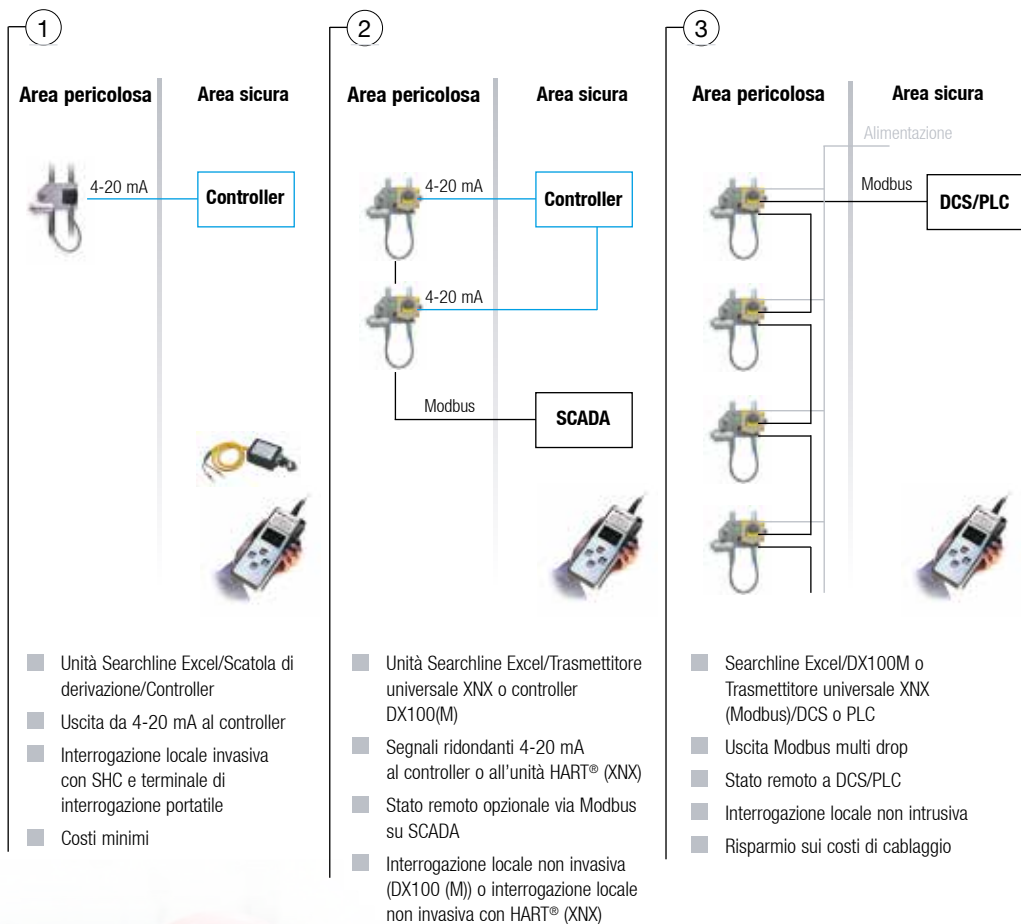 1
Area pericolosa
Area sicura
4-20 mA
Controller
Unità Searchline Excel/Scatola di
derivazione/Controller
Uscita da 4-20 mA al controller
Interrogazione locale invasiva
con SHC e terminale di
interrogazione portatile
Costi minimi
2
Area pericolosa
Area sicura
4-20 mA
Controller
4-20 mA
Modbus
SCADA
Unità Searchline Excel/Trasmettitore
universale XNX o controller
DX100(M)
Segnali ridondanti 4-20 mA
al controller o all'unità HART® (XNX)
Stato remoto opzionale via Modbus
su SCADA
Interrogazione locale non invasiva
(DX100 (M)) o interrogazione locale
non invasiva con HART® (XNX)
3
Area pericolosa
Area sicura
Alimentazione
Modbus
DCS/PLC
Searchline Excel/DX100M o
Trasmettitore universale XNX
(Modbus)/DCS o PLC
Uscita Modbus multi drop
Stato remoto a DCS/PLC
Interrogazione locale non intrusiva
Risparmio sui costi di cablaggio